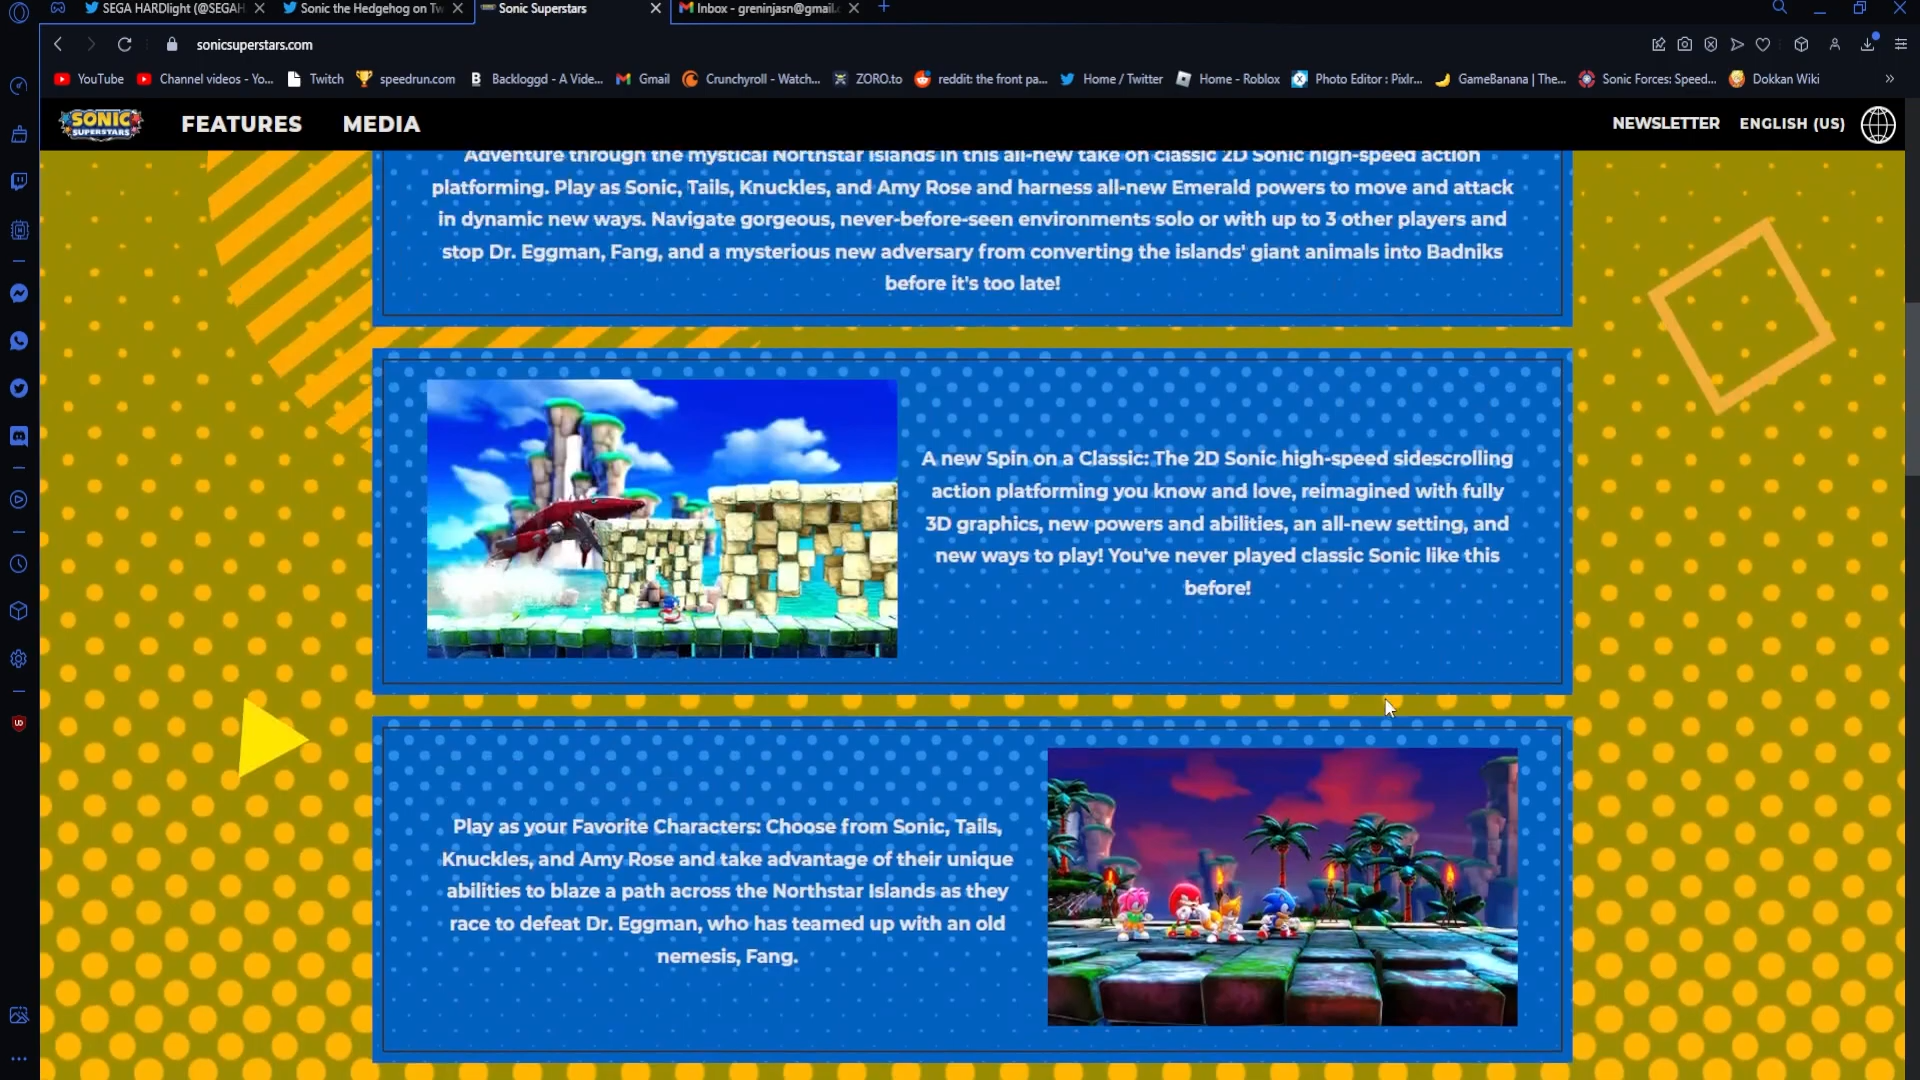 SEGA HARDlight (@SEGAH
Sonic the Hedgehog on Tw
Sonic Superstars
Inbox - greninjasn@gmail.
sonicsuperstars.com
YouTube
Channel videos - Yo...
Twitch
speedrun.com
Backloggd - A Vide...
Gmail
Crunchyroll - Watch...
ZORO.to
reddit: the front pa...
Home / Twitter
Home - Roblox
Photo Editor : Pixlr...
GameBanana | The...
Sonic Forces: Speed...
Dokkan Wiki
SONIC
SUPERSTARS
FEATURES
MEDIA
NEWSLETTER
ENGLISH (US)
Adventure through the mystical Northstar Islands in this all-new take on classic 2D Sonic high-speed action
platforming. Play as Sonic, Tails, Knuckles, and Amy Rose and harness all-new Emerald powers to move and attack
in dynamic new ways. Navigate gorgeous, never-before-seen environments solo or with up to 3 other players and
stop Dr. Eggman, Fang, and a mysterious new adversary from converting the islands' giant animals into Badniks
before it's too late!
A new Spin on a Classic: The 2D Sonic high-speed sidescrolling
action platforming you know and love, reimagined with fully
3D graphics, new powers and abilities, an all-new setting, and
new ways to play! You've never played classic Sonic like this
before!
Play as your Favorite Characters: Choose from Sonic, Tails,
Knuckles, and Amy Rose and take advantage of their unique
abilities to blaze a path across the Northstar Islands as they
race to defeat Dr. Eggman, who has teamed up with an old
nemesis, Fang.